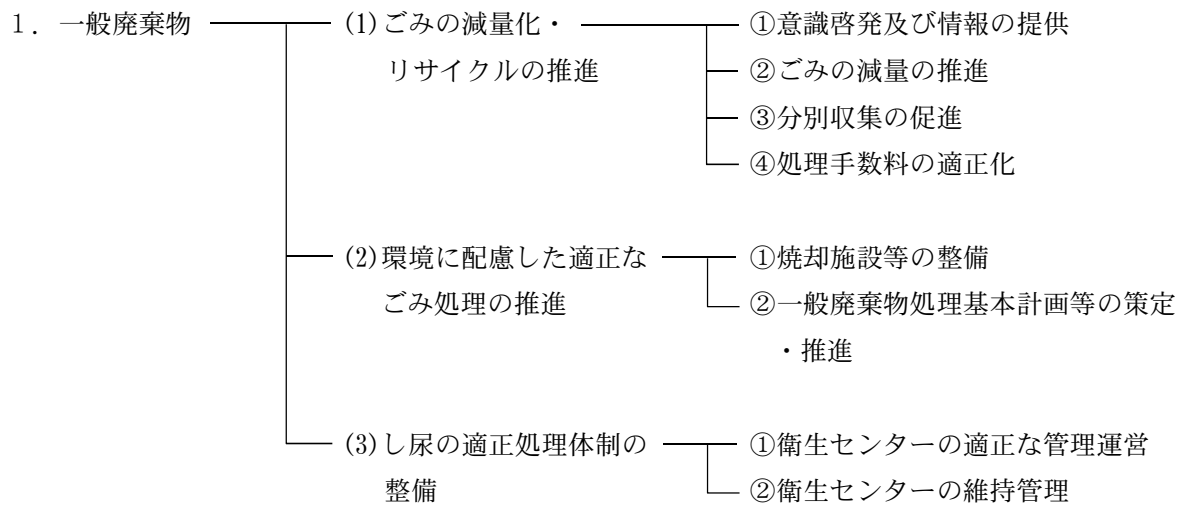 1．一般廃棄物
(1)ごみの減量化・
リサイクルの推進
①意識啓発及び情報の提供
②ごみの減量の推進
③分別収集の促進
④処理手数料の適正化
(2)環境に配慮した適正な
ごみ処理の推進
①焼却施設等の整備
②一般廃棄物処理基本計画等の策定
・推進
(3)し尿の適正処理体制の
整備
①衛生センターの適正な管理運営
②衛生センターの維持管理